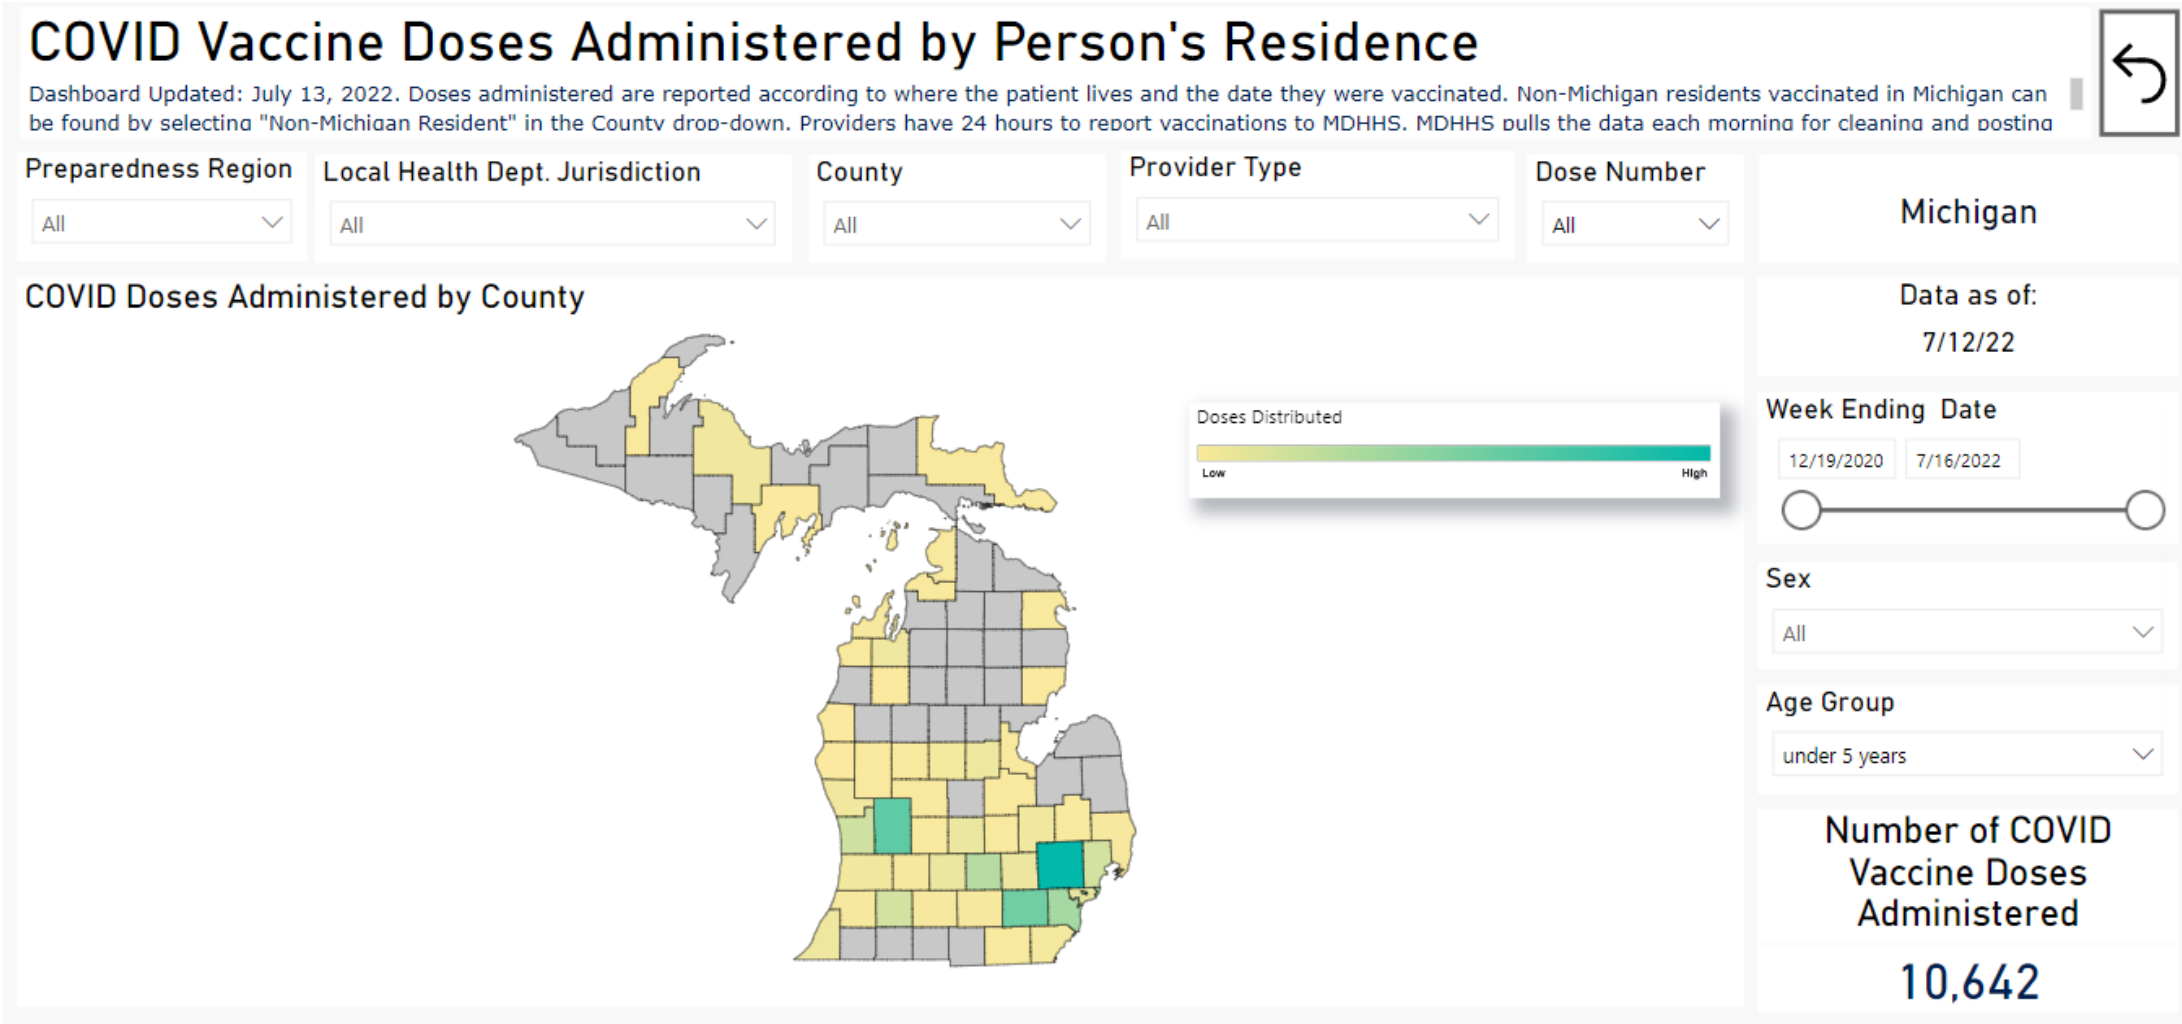 COVID Vaccine Doses Administered by Person's Residence
Dashboard Updated: July 13, 2022. Doses administered are reported according to where the patient lives and the date they were vaccinated. Non-Michigan residents vaccinated in Michigan can
be found by selecting "Non-Michigan Resident" in the County drop-down. Providers have 24 hours to report vaccinations to MDHHS. MDHHS pulls the data each morning for cleaning and posting
Preparedness Region
All
Local Health Dept. Jurisdiction
All
County
All
Provider Type
All
Dose Number
All
Michigan
COVID Doses Administered by County
Doses Distributed
Low
High
Data as of:
7/12/22
Week Ending Date
12/19/2020
7/16/2022
Sex
All
Age Group
under 5 years
Number of COVID
Vaccine Doses
Administered
10,642